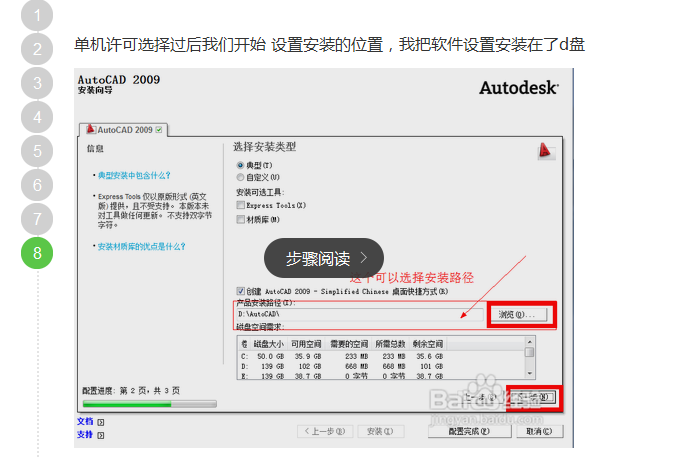 1
2
3
4
5
6
7
8
单机许可选择过后我们开始 设置安装的位置，我把软件设置安装在了d盘
AutoCAD 2009
安装向导
Autodesk
AutoCAD 2009
信息
• 典型安装中包含什么?
• Express Tools 仅以原版形式 (英文
版) 提供，且不受支持。本版本未
对工具做任何更新。不支持双字节
字符。
• 安装材质库的优点是什么?
配置进度: 第 2 页，共 3 页
选择安装类型
典型(T)
自定义(U)
安装可选工具:
Express Tools(X)
材质库(M)
步骤阅读
这个可以选择安装路径
创建 AutoCAD 2009 - Simplified Chinese 桌面快捷方式(R)
产品安装路径(I):
D:\AutoCAD\
浏览(O)...
磁盘空间需求:
卷 磁盘大小 可用空间 需要的空间 所需总数 剩余空间
C: 50.0 GB 35.9 GB 233 MB 233 MB 35.6 GB
D: 139 GB 102 GB 668 MB 668 MB 101 GB
E: 139 GB 38.7 GB 0 字节 0 字节 38.7 GB
Baidu经验
jingyan.baidu.com
文档
支持
<上一步(B)
安装(I)
配置完成(F)
取消(C)